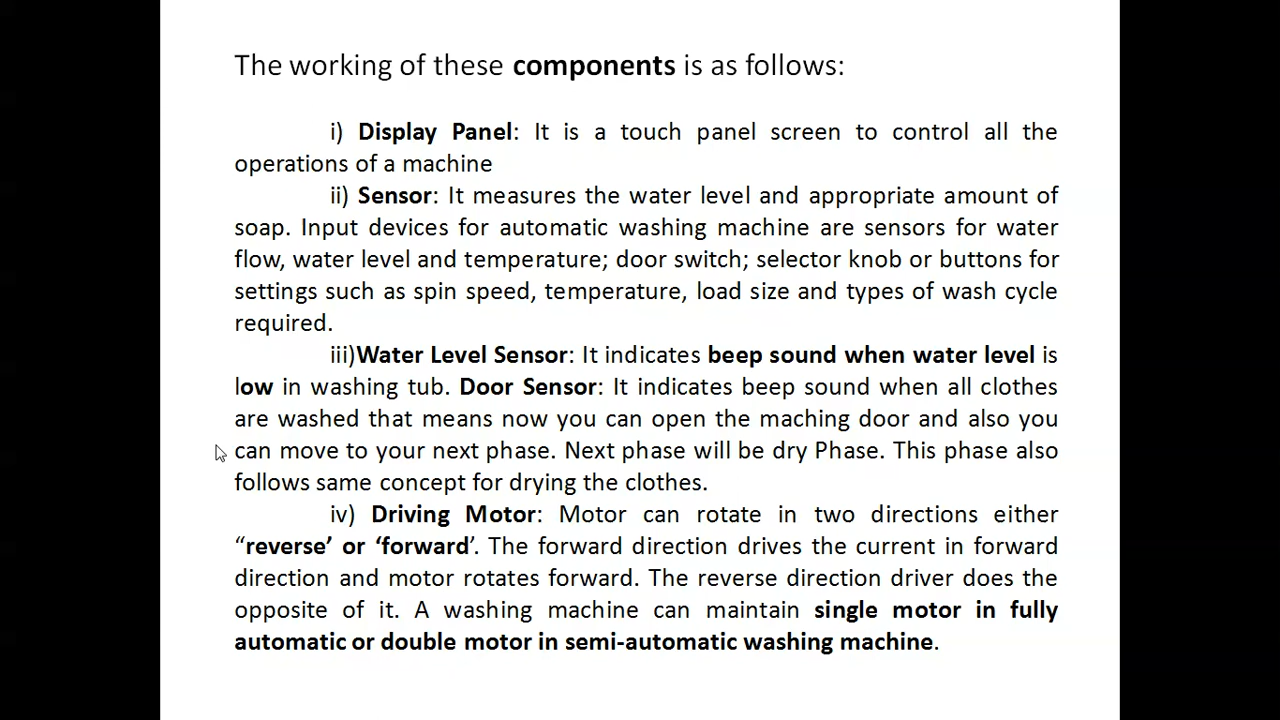 The working of these components is as follows:
i) Display Panel: It is a touch panel screen to control all the
operations of a machine
ii) Sensor: It measures the water level and appropriate amount of
soap. Input devices for automatic washing machine are sensors for water
flow, water level and temperature; door switch; selector knob or buttons for
settings such as spin speed, temperature, load size and types of wash cycle
required.
iii)Water Level Sensor: It indicates beep sound when water level is
low in washing tub. Door Sensor: It indicates beep sound when all clothes
are washed that means now you can open the maching door and also you
can move to your next phase. Next phase will be dry Phase. This phase also
follows same concept for drying the clothes.
iv) Driving Motor: Motor can rotate in two directions either
“reverse’ or ‘forward’. The forward direction drives the current in forward
direction and motor rotates forward. The reverse direction driver does the
opposite of it. A washing machine can maintain single motor in fully
automatic or double motor in semi-automatic washing machine.